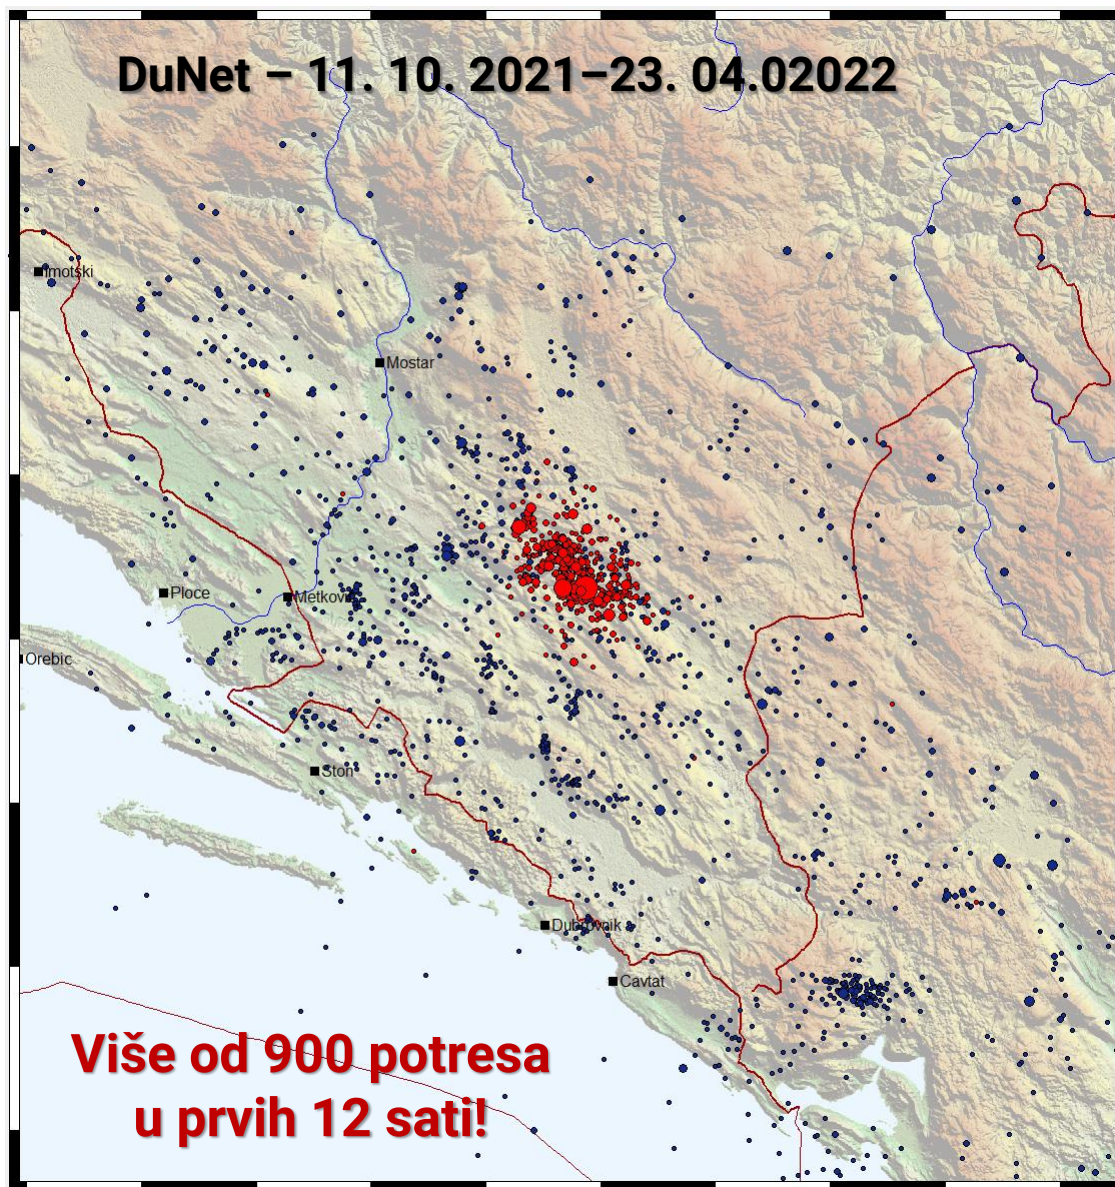 DuNet – 11. 10. 2021–23. 04.02022
Imotski
Mostar
Ploce
Metkovic
Orebic
Ston
Dubrovnik
Cavtat
Više od 900 potresa
u prvih 12 sati!